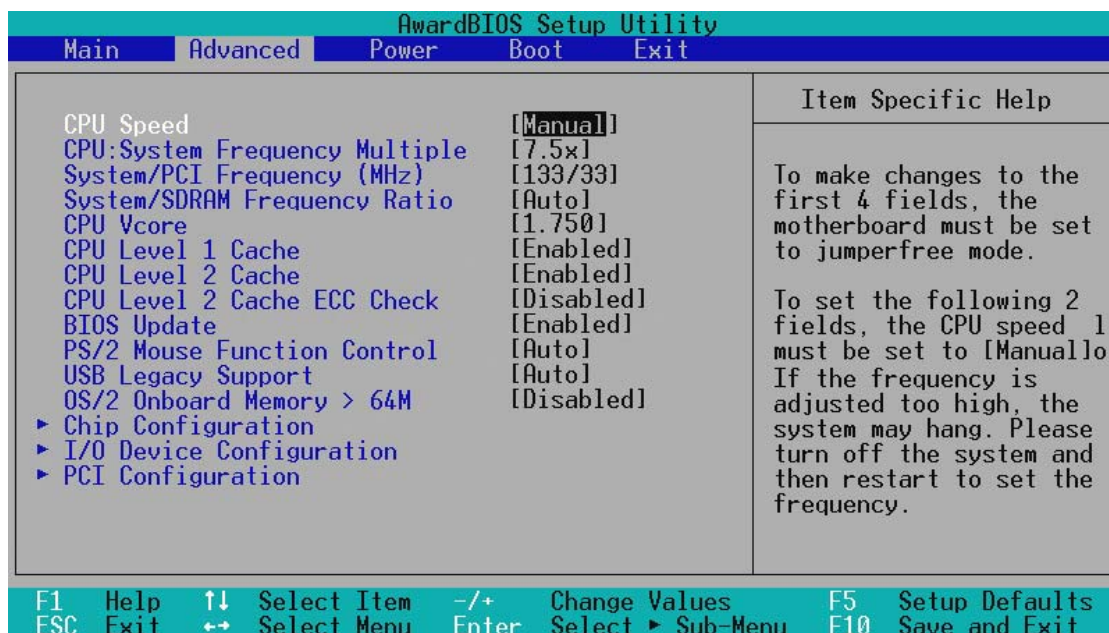 AwardBIOS Setup Utility
Main Advanced Power Boot Exit
CPU Speed [Manual]
CPU:System Frequency Multiple [7.5x]
System/PCI Frequency (MHz) [133/33]
System/SDRAM Frequency Ratio [Auto]
CPU Vcore [1.750]
CPU Level 1 Cache [Enabled]
CPU Level 2 Cache [Enabled]
CPU Level 2 Cache ECC Check [Disabled]
BIOS Update [Enabled]
PS/2 Mouse Function Control [Auto]
USB Legacy Support [Auto]
OS/2 Onboard Memory > 64M [Disabled]
► Chip Configuration
► I/O Device Configuration
► PCI Configuration
Item Specific Help
To make changes to the
first 4 fields, the
motherboard must be set
to jumperfree mode.
To set the following 2
fields, the CPU speed l
must be set to [Manuallo
If the frequency is
adjusted too high, the
system may hang. Please
turn off the system and
then restart to set the
frequency.
F1 Help ↑↓ Select Item -/+ Change Values F5 Setup Defaults
ESC Exit ←→ Select Menu Enter Select ► Sub-Menu F10 Save and Exit